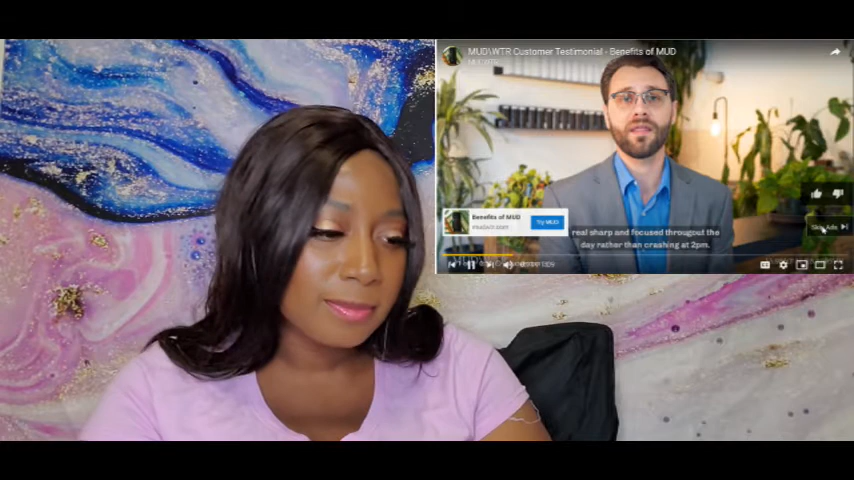 MUD\WTR Customer Testimonial - Benefits of MUD
Benefits of MUD
Try MUD
Skip Ads
real sharp and focused througout the
day rather than crashing at 2pm.